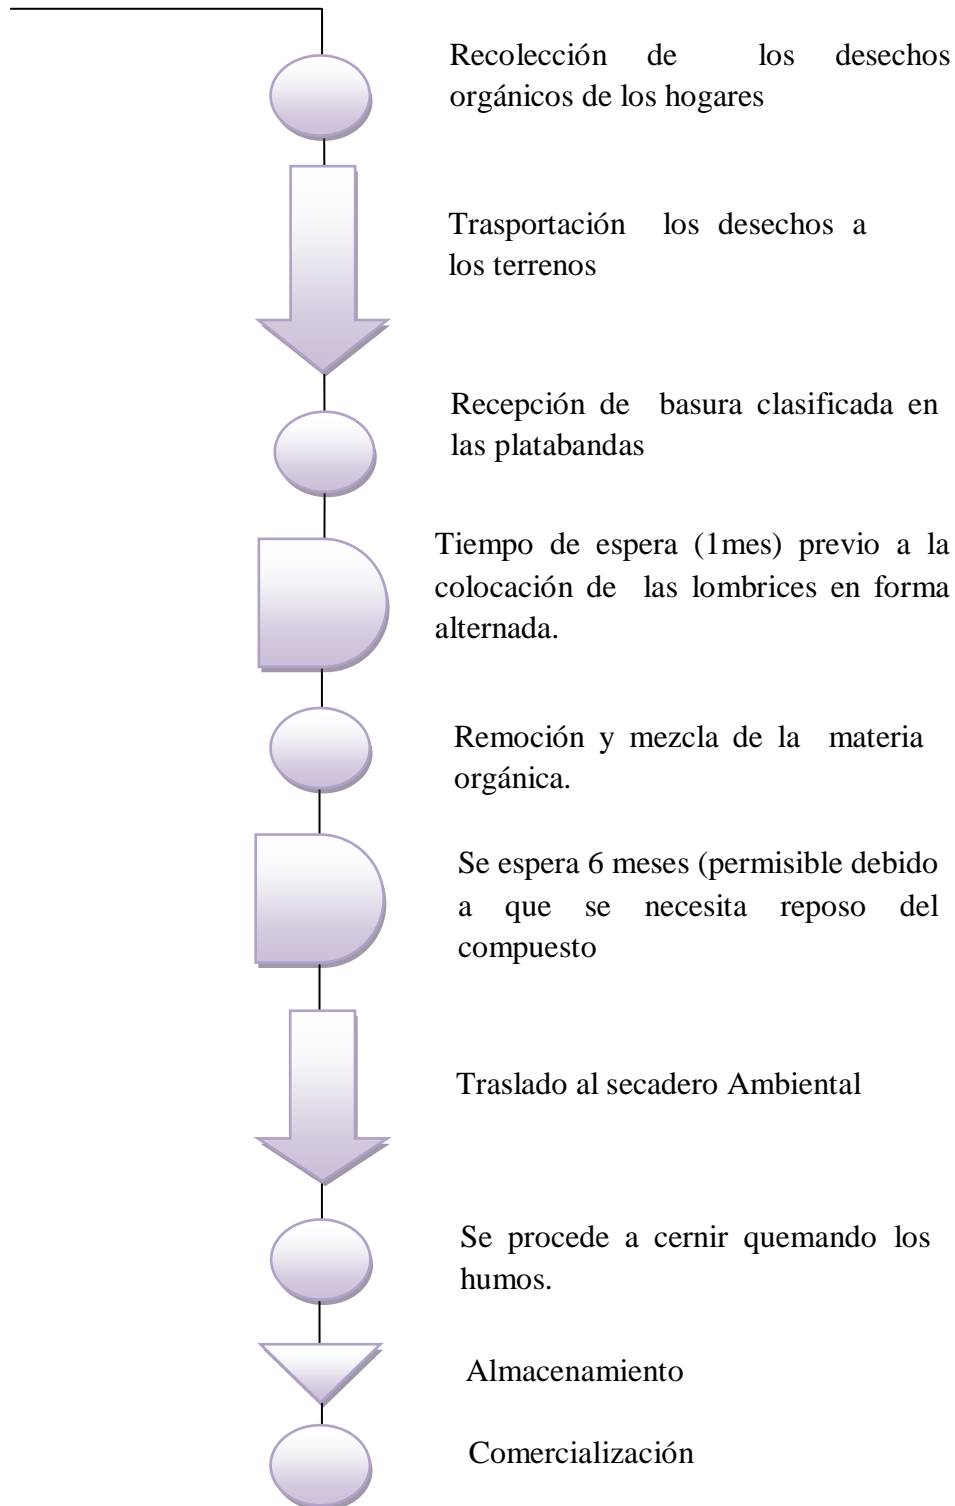 Recolección de los desechos
orgánicos de los hogares
Trasportación los desechos a
los terrenos
Recepción de basura clasificada en
las platabandas
Tiempo de espera (1mes) previo a la
colocación de las lombrices en forma
alternada.
Remoción y mezcla de la materia
orgánica.
Se espera 6 meses (permisible debido
a que se necesita reposo del
compuesto
Traslado al secadero Ambiental
Se procede a cernir quemando los
humos.
Almacenamiento
Comercialización